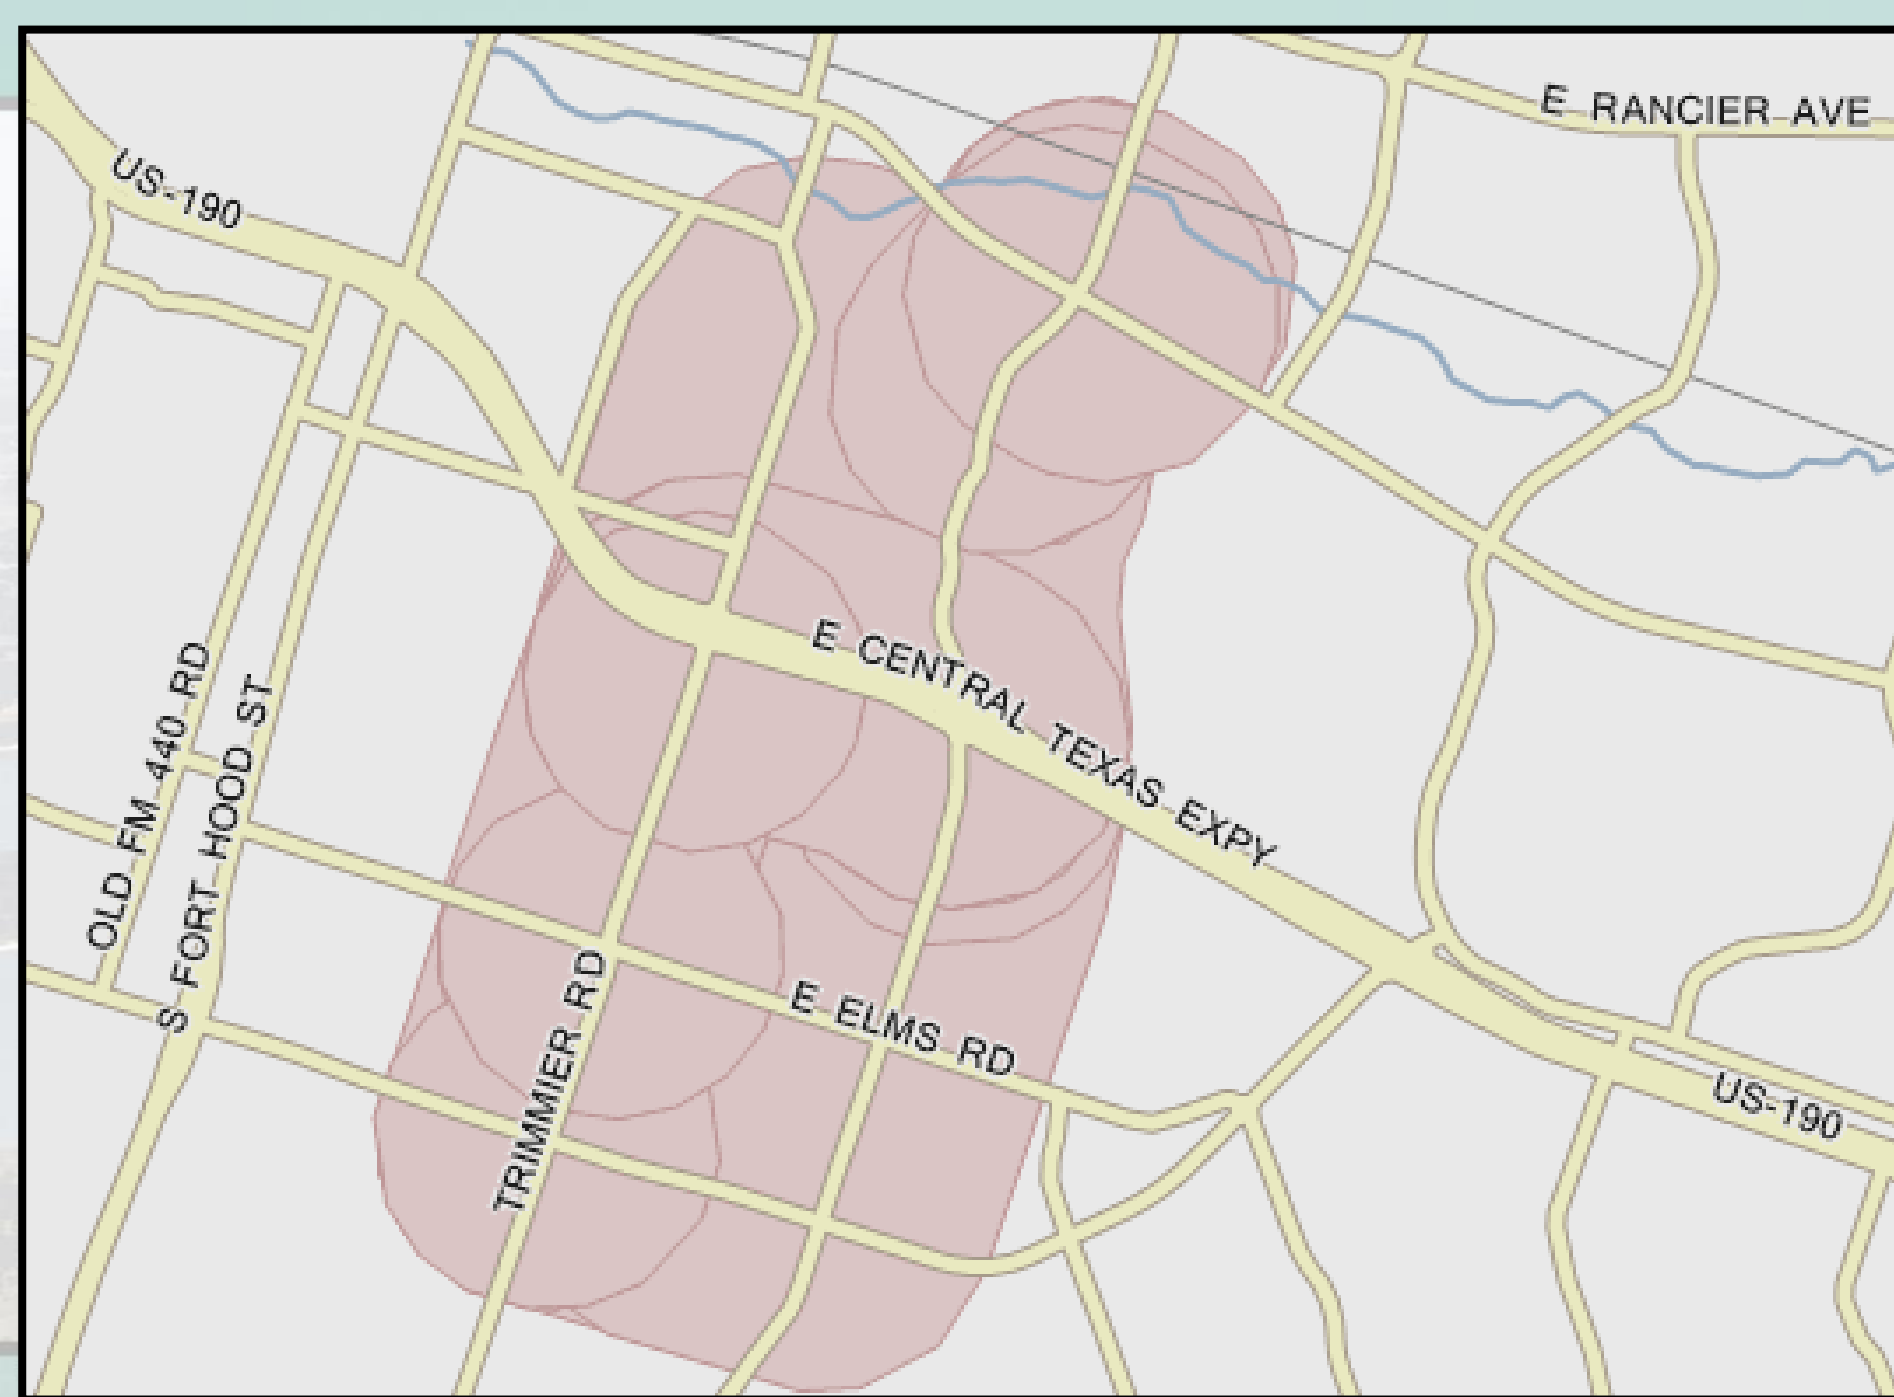 E RANCIER AVE
US-190
E CENTRAL TEXAS EXPY
OLD FM 440 RD
S FORT HOOD ST
TRIMMIER RD
E ELMS RD
US-190